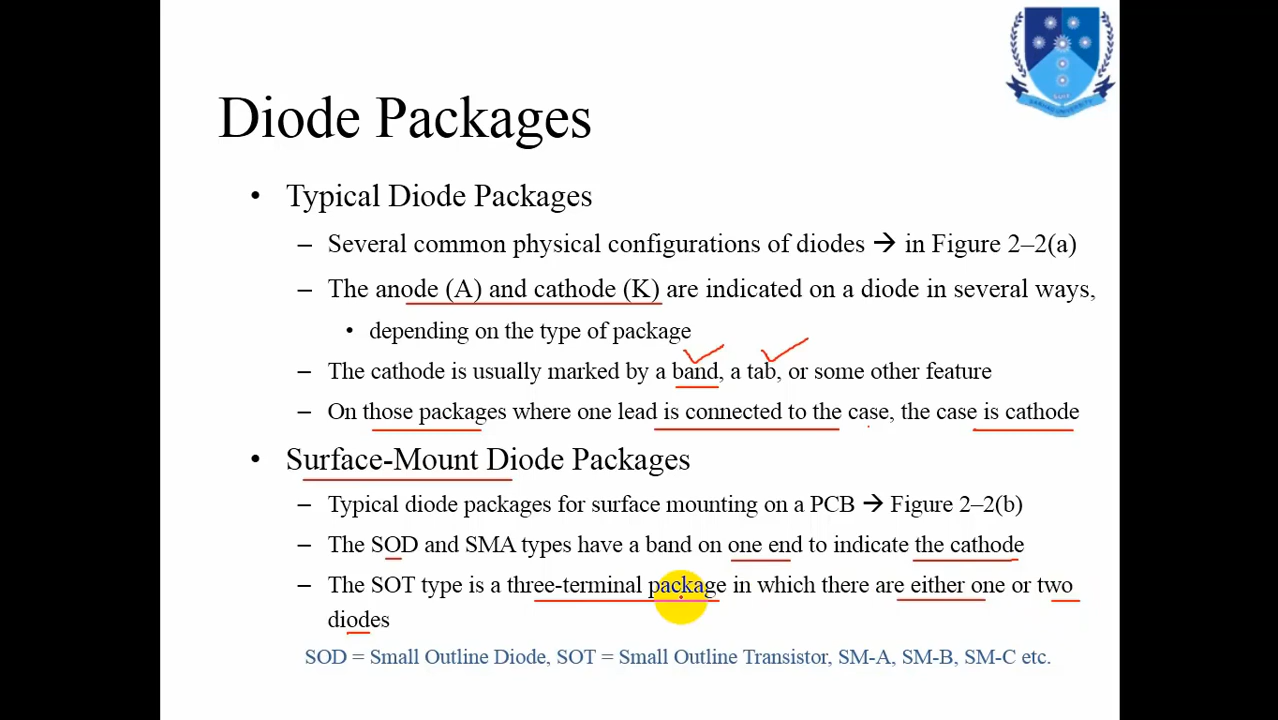 Diode Packages
• Typical Diode Packages
– Several common physical configurations of diodes → in Figure 2–2(a)
– The anode (A) and cathode (K) are indicated on a diode in several ways,
• depending on the type of package
– The cathode is usually marked by a band, a tab, or some other feature
– On those packages where one lead is connected to the case, the case is cathode
• Surface-Mount Diode Packages
– Typical diode packages for surface mounting on a PCB → Figure 2–2(b)
– The SOD and SMA types have a band on one end to indicate the cathode
– The SOT type is a three-terminal package in which there are either one or two
diodes
SOD = Small Outline Diode, SOT = Small Outline Transistor, SM-A, SM-B, SM-C etc.